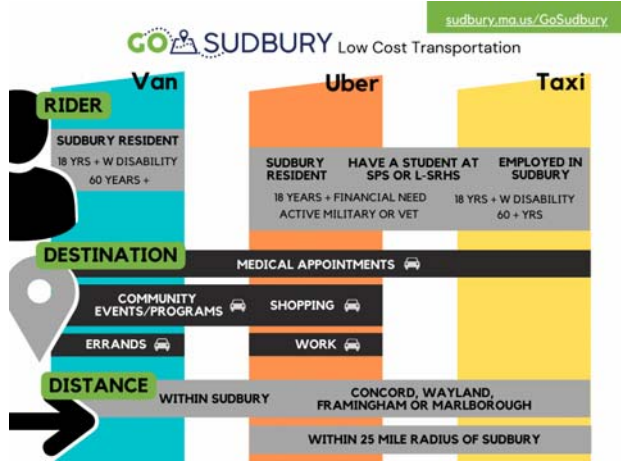 sudbury.ma.us/GoSudbury
GO SUDBURY Low Cost Transportation
Van Uber Taxi
RIDER
SUDBURY RESIDENT
18 YRS + W DISABILITY
60 YEARS +
SUDBURY RESIDENT
HAVE A STUDENT AT SPS OR L-SRHS
EMPLOYED IN SUDBURY
18 YEARS + FINANCIAL NEED
ACTIVE MILITARY OR VET
18 YRS + W DISABILITY
60 + YRS
DESTINATION
MEDICAL APPOINTMENTS
COMMUNITY
EVENTS/PROGRAMS
SHOPPING
ERRANDS
WORK
DISTANCE
WITHIN SUDBURY
CONCORD, WAYLAND,
FRAMINGHAM OR MARLBOROUGH
WITHIN 25 MILE RADIUS OF SUDBURY